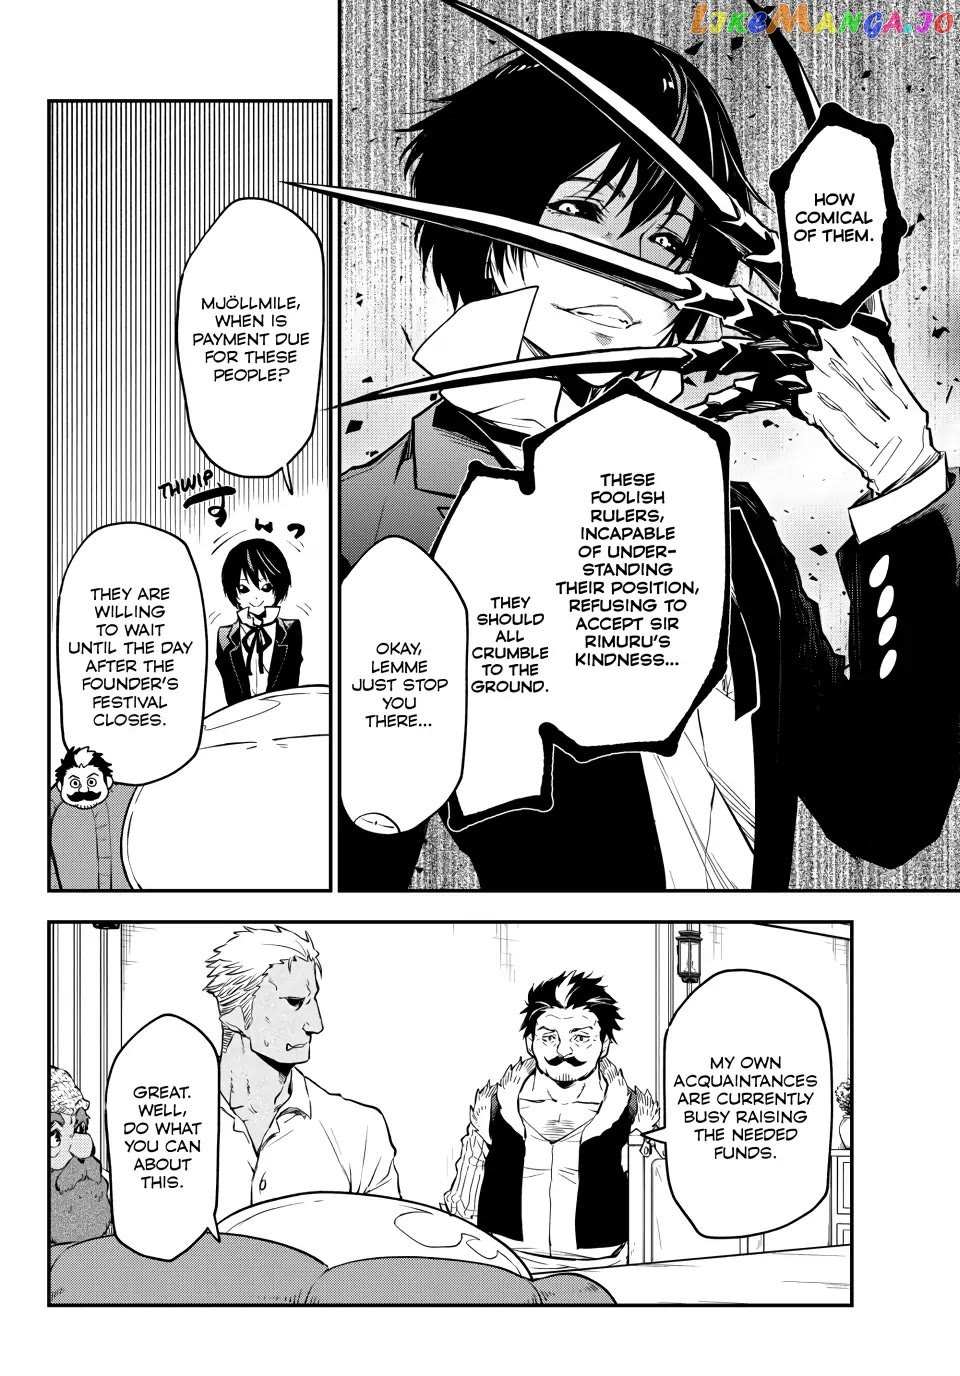 LIKEMANGA.IO
HOW
COMICAL
OF THEM.
THESE
FOOLISH
RULERS,
INCAPABLE
OF UNDER-
STANDING
THEIR POSITION,
REFUSING TO
ACCEPT SIR
RIMURU'S
KINDNESS...
THEY
SHOULD
ALL
CRUMBLE
TO THE
GROUND.
OKAY,
LEMME
JUST STOP
YOU
THERE...
MJÖLLMILE,
WHEN IS
PAYMENT DUE
FOR THESE
PEOPLE?
THWIP
すんっ
THEY ARE
WILLING
TO WAIT
UNTIL THE DAY
AFTER THE
FOUNDER'S
FESTIVAL
CLOSES.
MY OWN
ACQUAINTANCES
ARE CURRENTLY
BUSY RAISING
THE NEEDED
FUNDS.
GREAT.
WELL,
DO WHAT
YOU CAN
ABOUT
THIS.